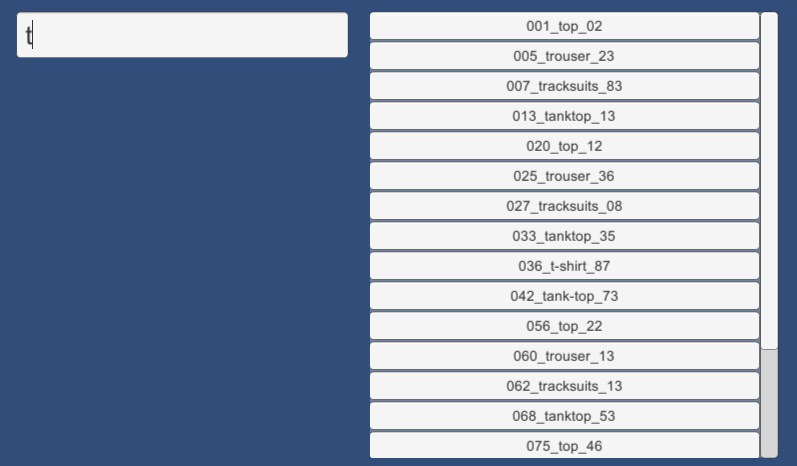 t
001_top_02
005_trouser_23
007_tracksuits_83
013_tanktop_13
020_top_12
025_trouser_36
027_tracksuits_08
033_tanktop_35
036_t-shirt_87
042_tank-top_73
056_top_22
060_trouser_13
062_tracksuits_13
068_tanktop_53
075_top_46